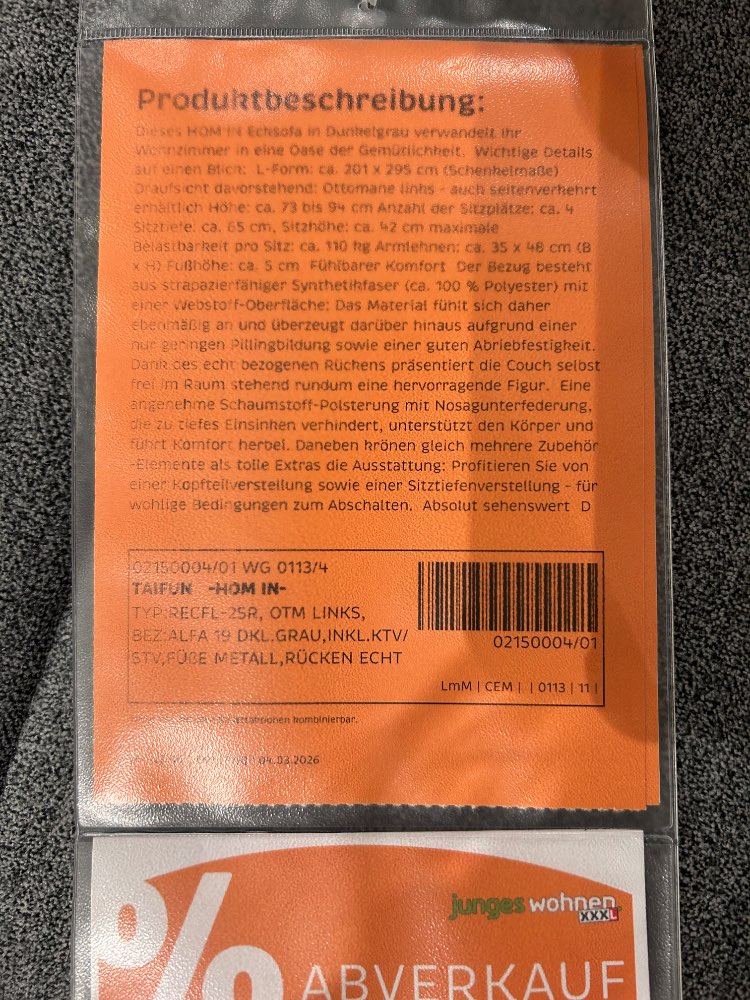 Produktbeschreibung:
Dieses HOM IN Ecksofa in Dunkelgrau verwandelt Ihr
Wohnzimmer in eine Oase der Gemütlichkeit. Wichtige Details
auf einen Blick: L-Form: ca. 201 x 295 cm (Schenkelmaße)
Draufsicht davorstehend: Ottomane links - auch seitenverkehrt
erhältlich Höhe: ca. 73 bis 94 cm Anzahl der Sitzplätze: ca. 4
Sitztiefe: ca. 65 cm, Sitzhöhe: ca. 42 cm maximale
Belastbarkeit pro Sitz: ca. 110 kg Armlehnen: ca. 35 x 48 cm (B
x H) Fußhöhe: ca. 5 cm Fühlbarer Komfort Der Bezug besteht
aus strapazierfähiger Synthetikfaser (ca. 100 % Polyester) mit
einer Webstoff-Oberfläche: Das Material fühlt sich daher
ebenmäßig an und überzeugt darüber hinaus aufgrund einer
nur geringen Pillingbildung sowie einer guten Abriebfestigkeit.
Dank des echt bezogenen Rückens präsentiert die Couch selbst
frei im Raum stehend rundum eine hervorragende Figur. Eine
angenehme Schaumstoff-Polsterung mit Nosagunterfederung,
die zu tiefes Einsinken verhindert, unterstützt den Körper und
führt Komfort herbei. Daneben krönen gleich mehrere Zubehör
-Elemente als tolle Extras die Ausstattung: Profitieren Sie von
einer Kopfteilverstellung sowie einer Sitztiefenverstellung - für
wohlige Bedingungen zum Abschalten. Absolut sehenswert D
02150004/01 WG 0113/4
TAIFUN -HOM IN-
TYP:RECFL-2SR, OTM LINKS,
BEZ:ALFA 19 DKL.GRAU,INKL.KTV/
STV,FÜßE METALL,RÜCKEN ECHT
02150004/01
LmM | CEM | | 0113 | 11 |
kombinierbar.
04.03.2026
%
junges wohnen
XXXL
ABVERKAUF